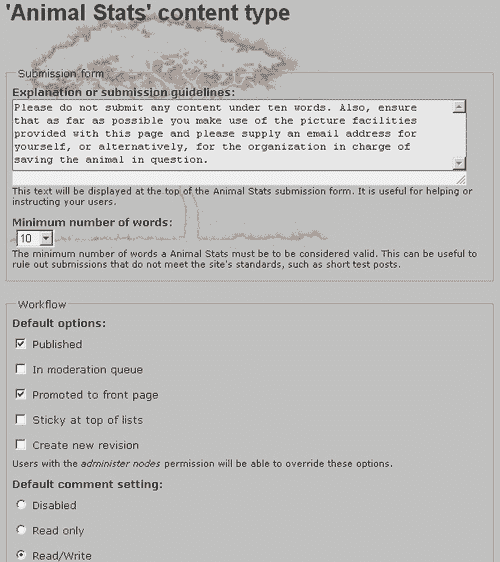 'Animal Stats' content type
Submission form
Explanation or submission guidelines:
Please do not submit any content under ten words. Also, ensure
that as far as possible you make use of the picture facilities
provided with this page and please supply an email address for
yourself, or alternatively, for the organization in charge of
saving the animal in question.
This text will be displayed at the top of the Animal Stats submission form. It is useful for helping or
instructing your users.
Minimum number of words:
10
The minimum number of words a Animal Stats must be to be considered valid. This can be useful to
rule out submissions that do not meet the site's standards, such as short test posts.
Workflow
Default options:
Published
In moderation queue
Promoted to front page
Sticky at top of lists
Create new revision
Users with the administer nodes permission will be able to override these options.
Default comment setting:
Disabled
Read only
Read/Write